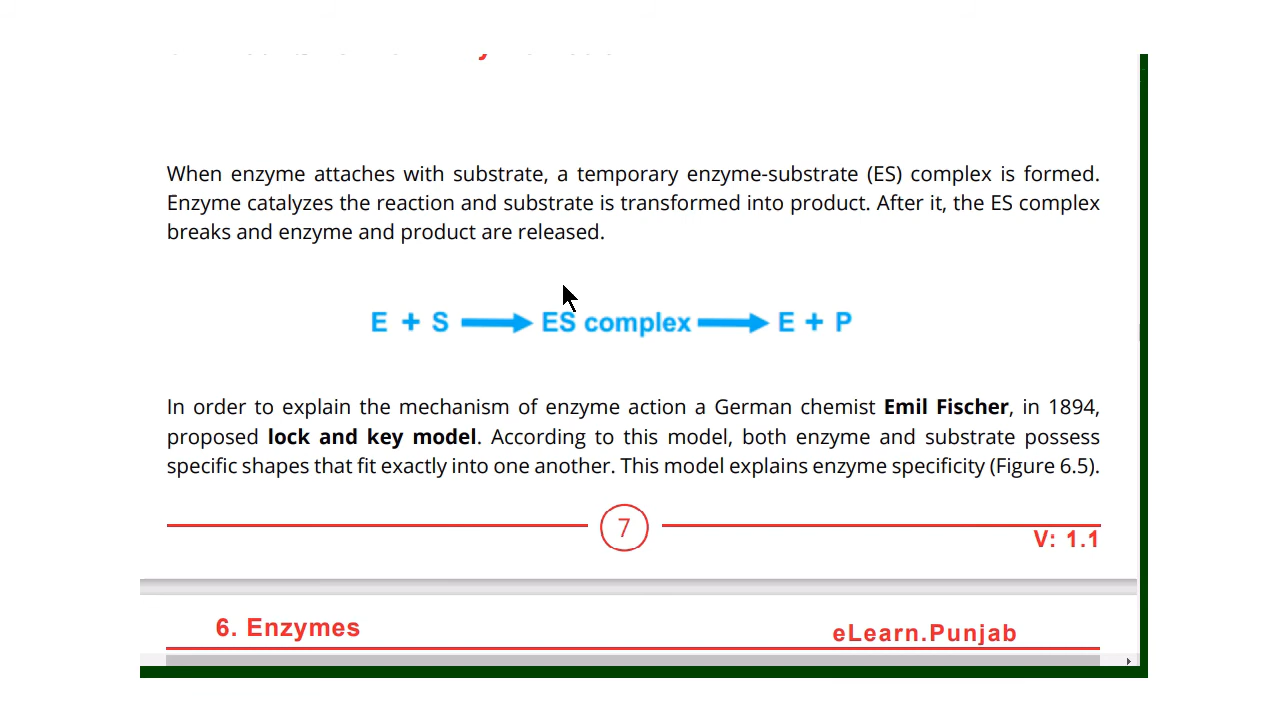 When enzyme attaches with substrate, a temporary enzyme-substrate (ES) complex is formed.
Enzyme catalyzes the reaction and substrate is transformed into product. After it, the ES complex
breaks and enzyme and product are released.
E + S → ES complex → E + P
In order to explain the mechanism of enzyme action a German chemist Emil Fischer, in 1894,
proposed lock and key model. According to this model, both enzyme and substrate possess
specific shapes that fit exactly into one another. This model explains enzyme specificity (Figure 6.5).
7
V: 1.1
6. Enzymes
eLearn.Punjab